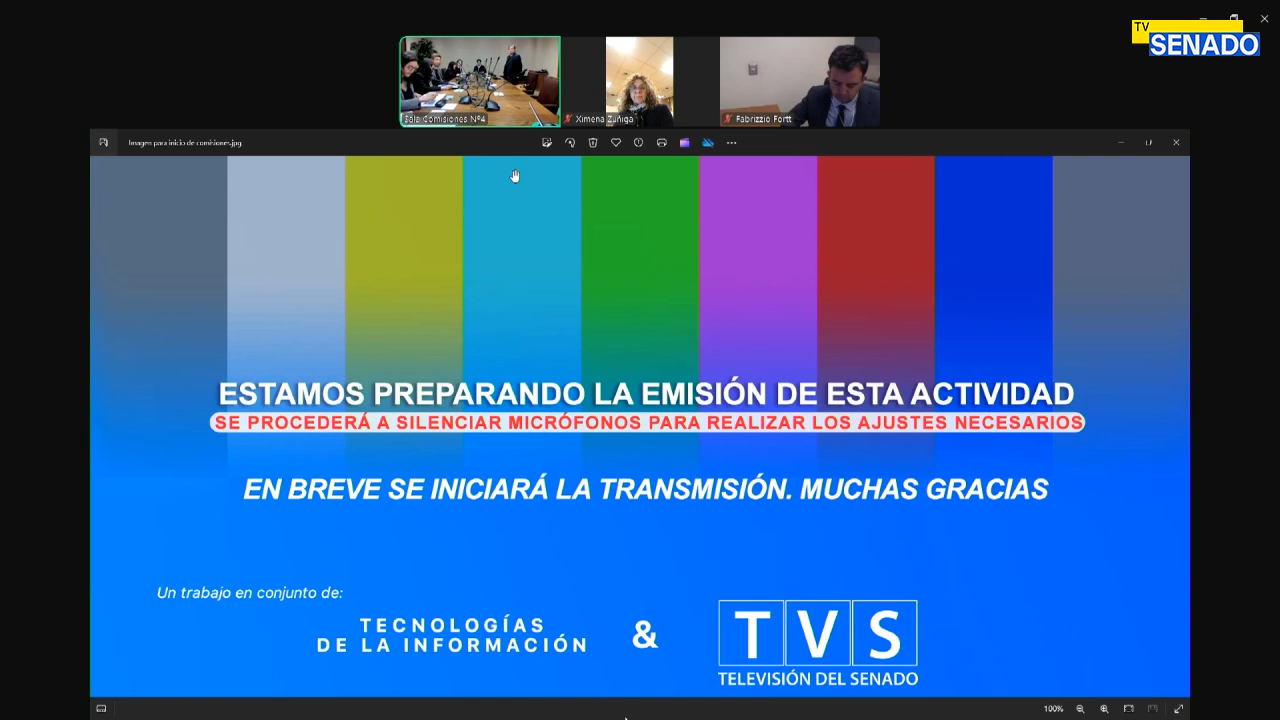 TV
SENADO
Sala Comisiones Nº4
Ximena Zuñiga
Fabrizzio Fortt
Imagen para inicio de comisiones.jpg
ESTAMOS PREPARANDO LA EMISIÓN DE ESTA ACTIVIDAD
SE PROCEDERÁ A SILENCIAR MICRÓFONOS PARA REALIZAR LOS AJUSTES NECESARIOS
EN BREVE SE INICIARÁ LA TRANSMISIÓN. MUCHAS GRACIAS
Un trabajo en conjunto de:
TECNOLOGÍAS
DE LA INFORMACIÓN
&
TVS
TELEVISIÓN DEL SENADO
100%